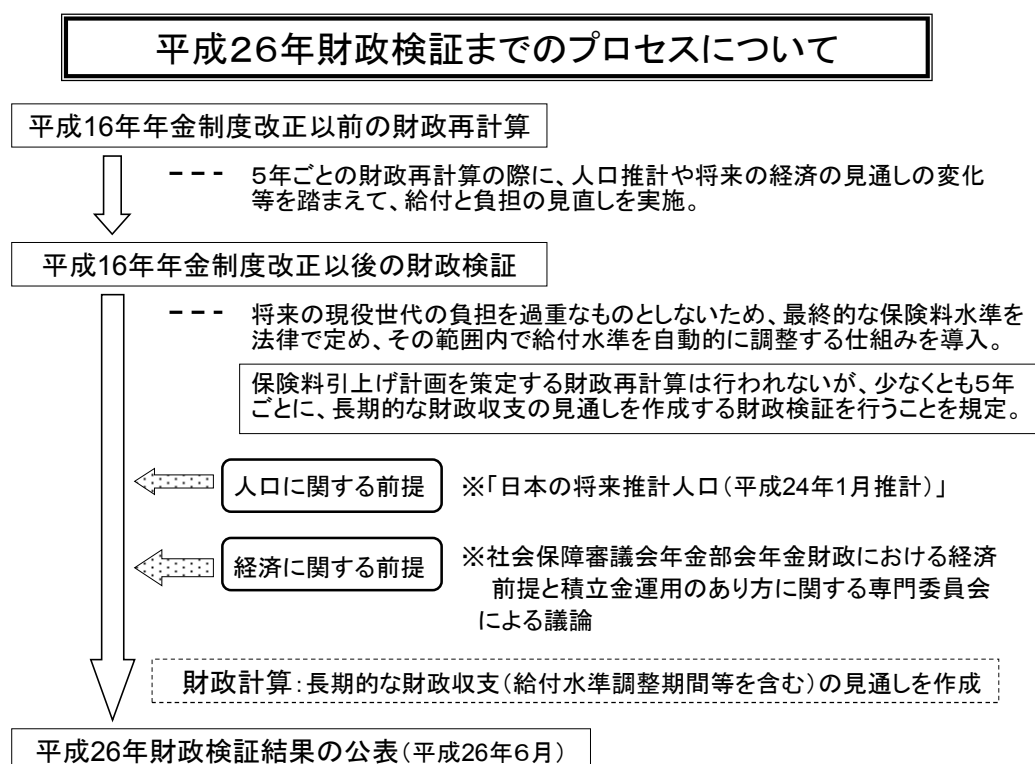 平成26年財政検証までのプロセスについて
平成16年年金制度改正以前の財政再計算
--- 5年ごとの財政再計算の際に、人口推計や将来の経済の見通しの変化
等を踏まえて、給付と負担の見直しを実施。
平成16年年金制度改正以後の財政検証
--- 将来の現役世代の負担を過重なものとしないため、最終的な保険料水準を
法律で定め、その範囲内で給付水準を自動的に調整する仕組みを導入。
保険料引上げ計画を策定する財政再計算は行われないが、少なくとも5年
ごとに、長期的な財政収支の見通しを作成する財政検証を行うことを規定。
人口に関する前提 ※「日本の将来推計人口(平成24年1月推計)」
経済に関する前提 ※社会保障審議会年金部会年金財政における経済
前提と積立金運用のあり方に関する専門委員会
による議論
財政計算:長期的な財政収支(給付水準調整期間等を含む)の見通しを作成
平成26年財政検証結果の公表(平成26年6月)